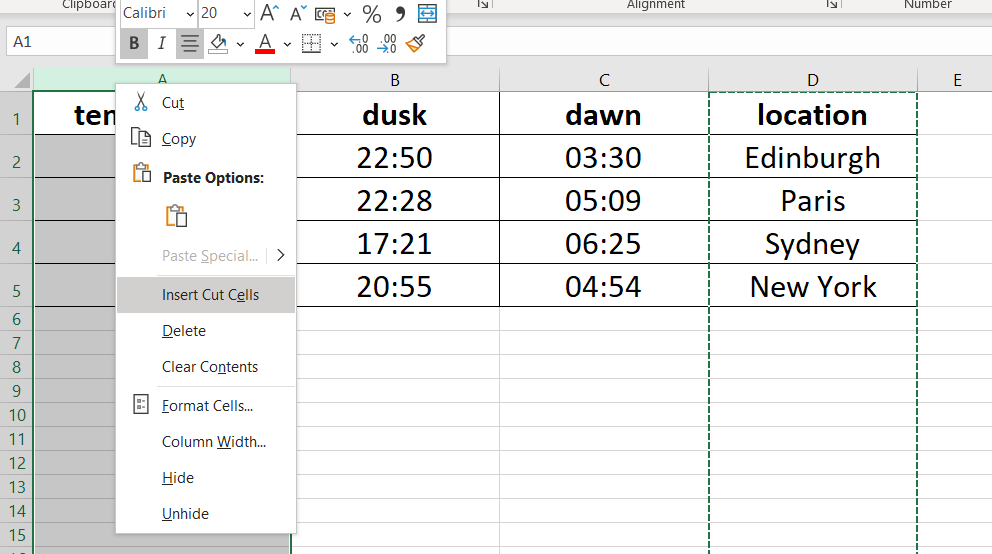 Clipboard
Alignment
Number
Calibri 20 A A %
B I A .00 .00
A1
A B C D E
1 ten dusk dawn location
2 22:50 03:30 Edinburgh
3 22:28 05:09 Paris
4 17:21 06:25 Sydney
5 20:55 04:54 New York
6
7
8
9
10
11
12
13
14
15
Cut
Copy
Paste Options:
Paste Special...
Insert Cut Cells
Delete
Clear Contents
Format Cells...
Column Width...
Hide
Unhide